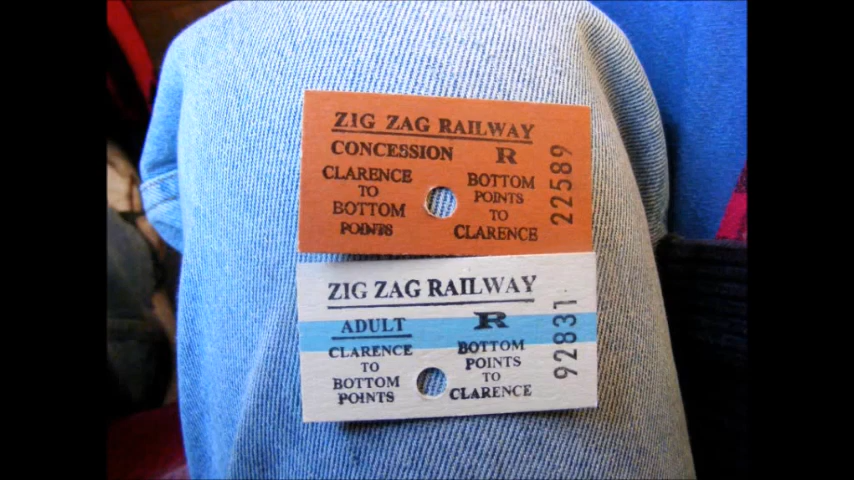 ZIG ZAG RAILWAY
CONCESSION R
CLARENCE
TO
BOTTOM
POINTS
BOTTOM
POINTS
TO
CLARENCE
22589
ZIG ZAG RAILWAY
ADULT R
CLARENCE
TO
BOTTOM
POINTS
BOTTOM
POINTS
TO
CLARENCE
92831